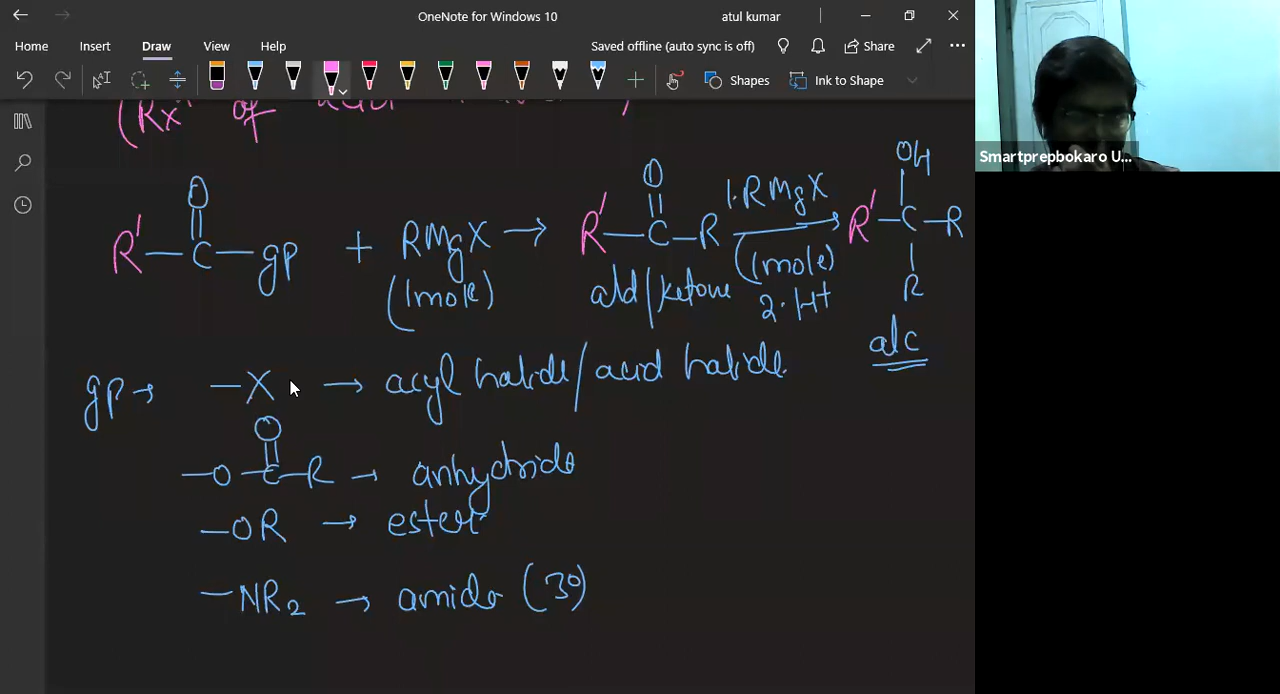 OneNote for Windows 10
atul kumar
Home Insert Draw View Help
Saved offline (auto sync is off)
Share
Shapes
Ink to Shape
Smartprepbokaro U...
(Rxn of
O O OH
R' — C — gp + RMgX → R' — C — R 1. RMgX R' — C — R
(1mole) ald/ketone (1mole) R
2. H+
alc
gp → — X → acyl halide/acid halide
O
— O — C — R → anhydride
— OR → ester
— NR2 → amide (3°)